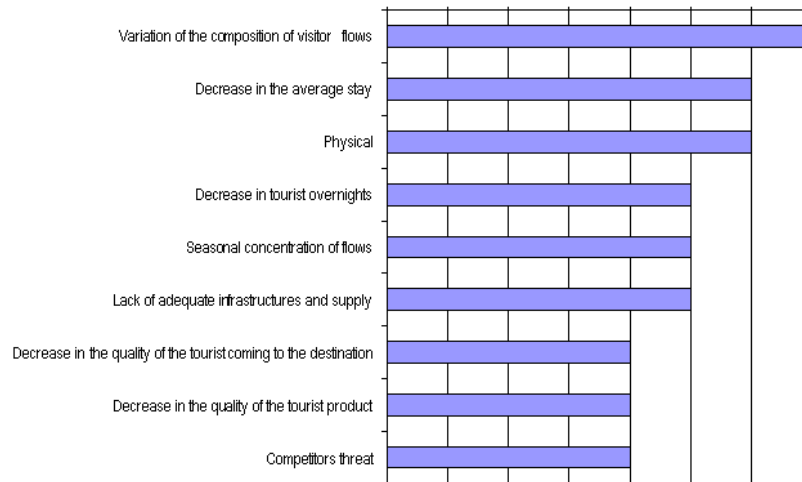 Variation of the composition of visitor flows
Decrease in the average stay
Physical
Decrease in tourist overnights
Seasonal concentration of flows
Lack of adequate infrastructures and supply
Decrease in the quality of the tourist coming to the destination
Decrease in the quality of the tourist product
Competitors threat